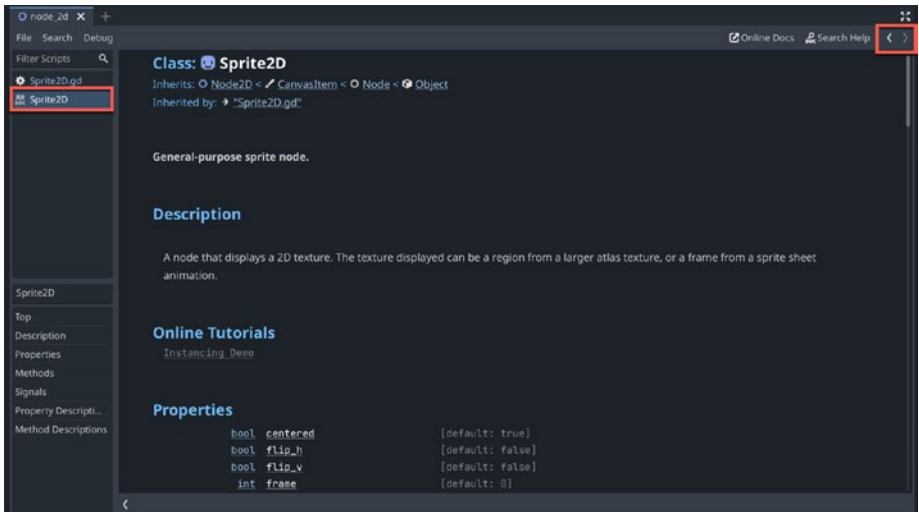 node_2d
File Search Debug
Online Docs Search Help
Filter Scripts
Sprite2D.gd
Sprite2D
Class: Sprite2D
Inherits: Node2D < CanvasItem < Node < Object
Inherited by: "Sprite2D.gd"
General-purpose sprite node.
Description
A node that displays a 2D texture. The texture displayed can be a region from a larger atlas texture, or a frame from a sprite sheet
animation.
Online Tutorials
Instancing Demo
Properties
bool centered [default: true]
bool flip_h [default: false]
bool flip_v [default: false]
int frame [default: 0]
Sprite2D
Top
Description
Properties
Methods
Signals
Property Descripti...
Method Descriptions